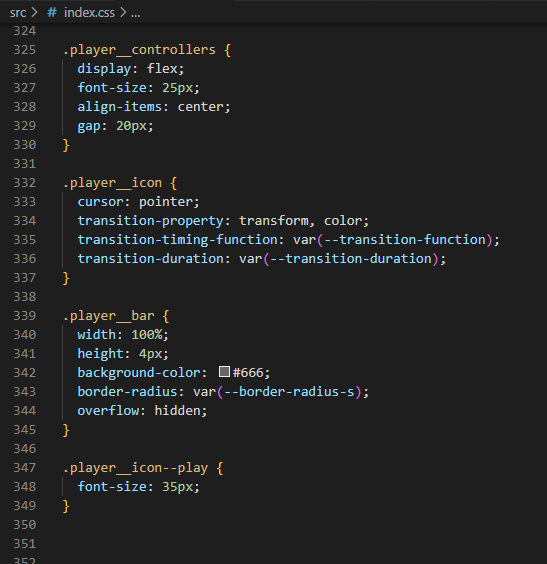 src > # index.css > ...
324
325 .player__controllers {
326 display: flex;
327 font-size: 25px;
328 align-items: center;
329 gap: 20px;
330 }
331
332 .player__icon {
333 cursor: pointer;
334 transition-property: transform, color;
335 transition-timing-function: var(--transition-function);
336 transition-duration: var(--transition-duration);
337 }
338
339 .player__bar {
340 width: 100%;
341 height: 4px;
342 background-color: #666;
343 border-radius: var(--border-radius-s);
344 overflow: hidden;
345 }
346
347 .player__icon--play {
348 font-size: 35px;
349 }
350
351
352